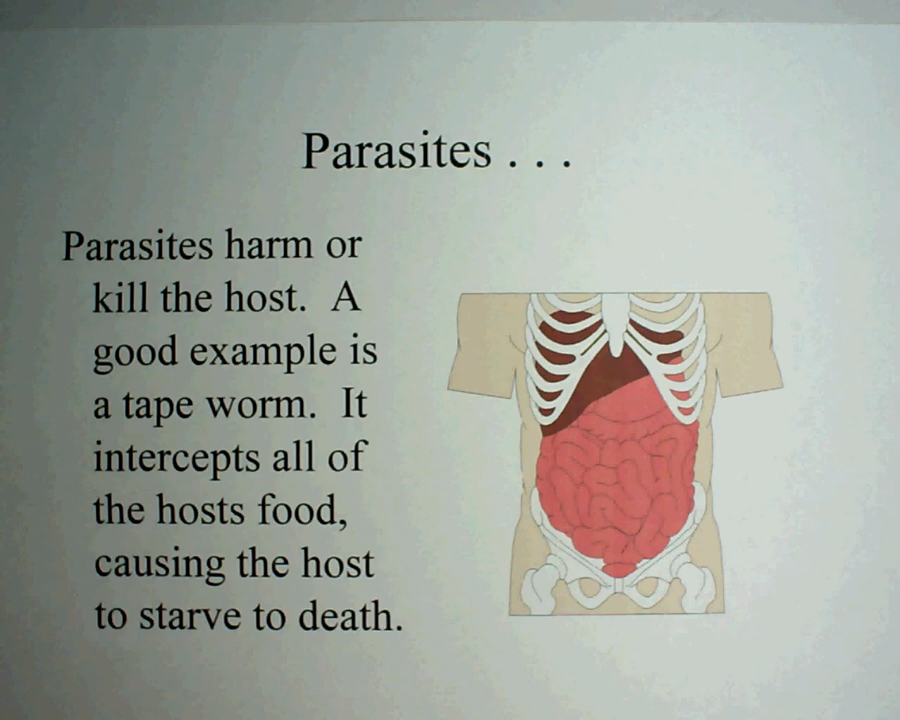 Parasites . . .
Parasites harm or
kill the host.  A
good example is
a tape worm.  It
intercepts all of
the hosts food,
causing the host
to starve to death.